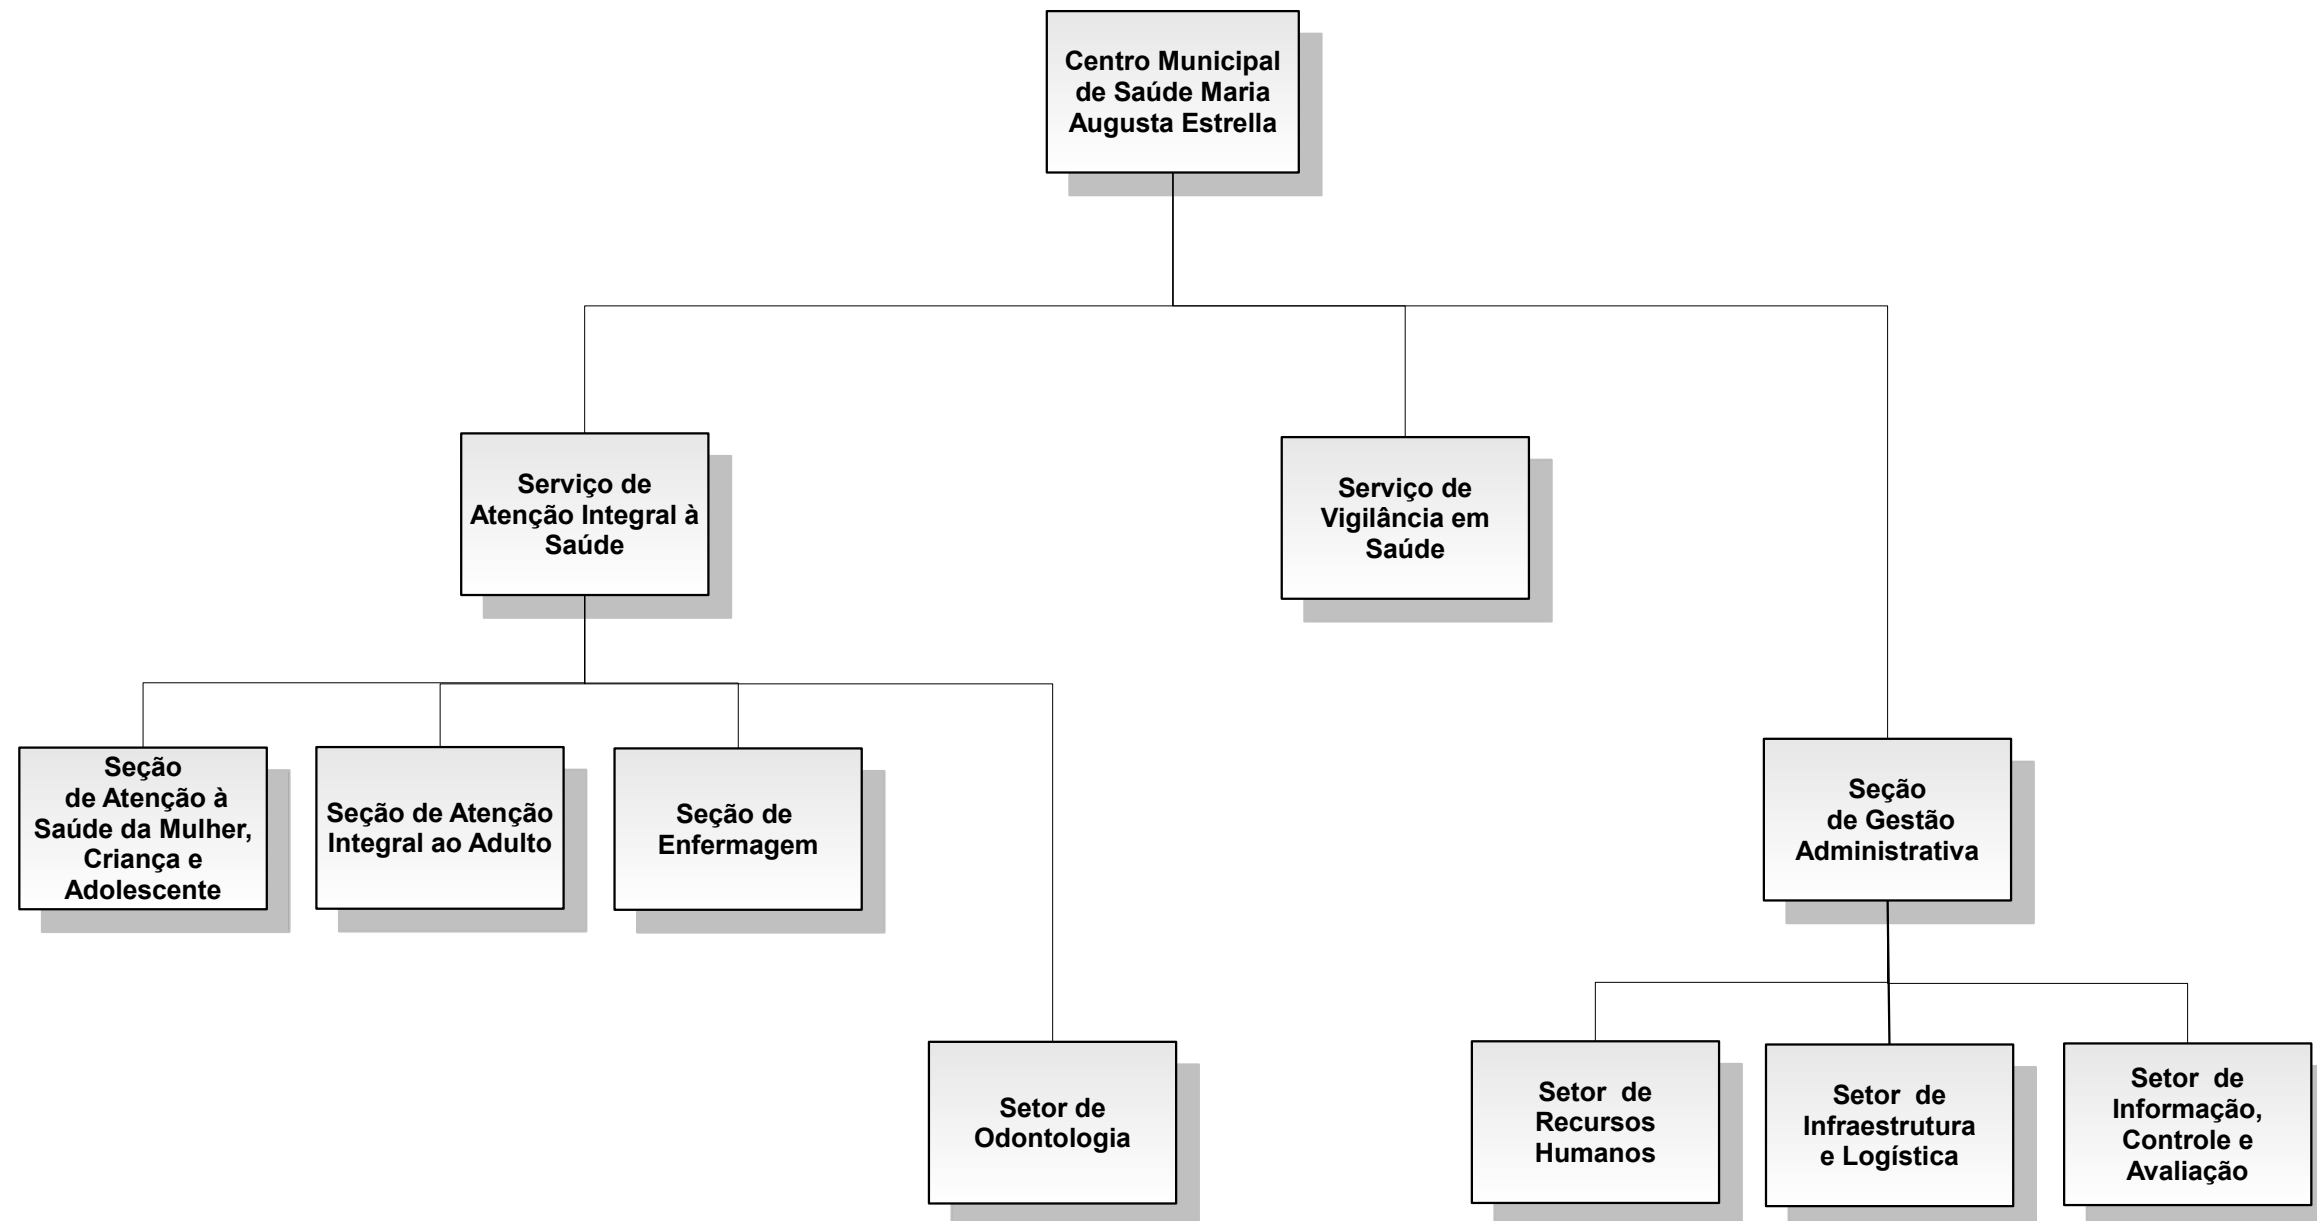 Centro Municipal
de Saúde Maria
Augusta Estrella
Serviço de
Atenção Integral à
Saúde
Serviço de
Vigilância em
Saúde
Seção
de Atenção à
Saúde da Mulher,
Criança e
Adolescente
Seção de Atenção
Integral ao Adulto
Seção de
Enfermagem
Seção
de Gestão
Administrativa
Setor de
Odontologia
Setor de
Recursos
Humanos
Setor de
Infraestrutura
e Logística
Setor de
Informação,
Controle e
Avaliação